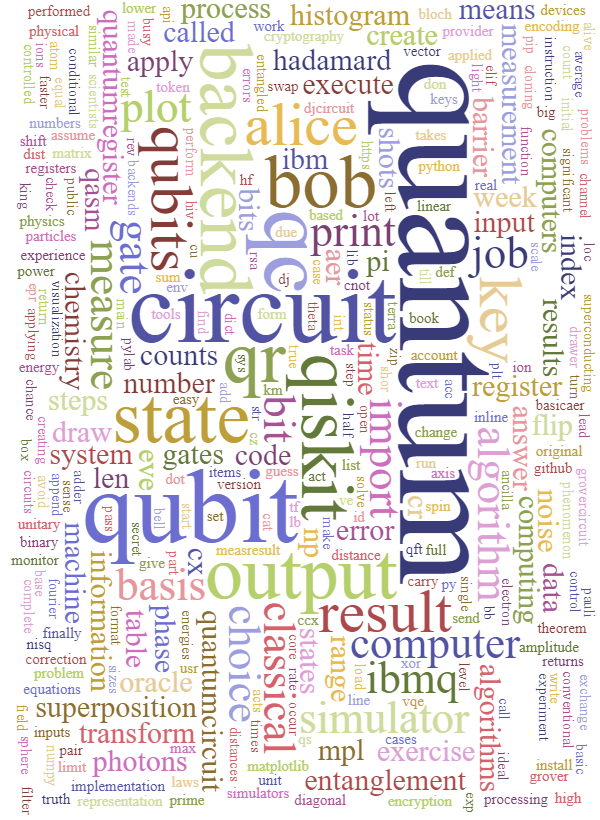 performed
lower
process
histogram
means
devices
encoding
alive
physical
ions
faster
made
busy
api
work
cryptography
create
provider
bloch
vector
applied
called
apply
hadamard
execute
measurement
controlled
atom
equal
similar
scientists
conditional
test
token
errors
entangled
swap
djcircuit
keys
don
light
elif
pip
cloning
instruction
count
big
initial
average
problems
channel
numbers
assume
shift
dist
matrix
quantumregister
plot
backend
alice
quantum
barrier
takes
python
function
significant
registers
check
king
public
rev
backends
perform
qubits
ibm
shots
https
linear
real
computers
physics
particles
qasm
gate
hf
hiv
cu
bits
bob
based
lot
left
week
input
scale
loc
experience
power
chemistry
measure
sum
env
rsa
qc
due
case
dj
print
aer
lib
pi
cnot
till
def
job
index
superconducting
epr
return
applying
visualization
man
pylab
tools
find
dict
circuit
form
theta
int
status
terra
book
key
results
drawer
turn
energy
chance
creating
box
counts
number
easy
qr
sys
km
true
qiskit
task
step
time
shor
zip
account
text
acc
plt
ion
register
basicaer
lead
steps
draw
system
gates
code
bit
add
str
cz
half
act
list
open
solve
import
change
run
axis
inline
algorithm
answer
flip
original
github
circuits
avoid
append
sense
adder
len
eve
dot
items
version
guess
state
unitary
binary
monitor
machine
pass
secret
bell
start
set
cat
tf
lb
ve
id
make
np
error
cr
spin
ancilla
noise
phenomenon
grovercircuit
qubit
cx
give
part
measresult
output
distance
qft
full
computing
data
control
pauli
base
fourier
complete
information
basis
carry
py
single
electron
bb
theorem
nisq
finally
correction
problem
equations
format
sizes
table
phase
energies
usr
quantumcircuit
choice
classical
ccx
core
rate
occur
states
result
send
computer
amplitude
returns
range
load
xor
level
algorithms
call
experiment
write
conventional
exchange
basic
field
sphere
inputs
numpy
superposition
oracle
acts
times
line
ibmq
vqe
simulator
qs
ideal
pair
limit
transform
photons
max
distances
matplotlib
mpl
cases
exercise
install
grover
filter
truth
implementation
representation
laws
prime
simulators
unit
diagonal
entanglement
encryption
exp
processing
high